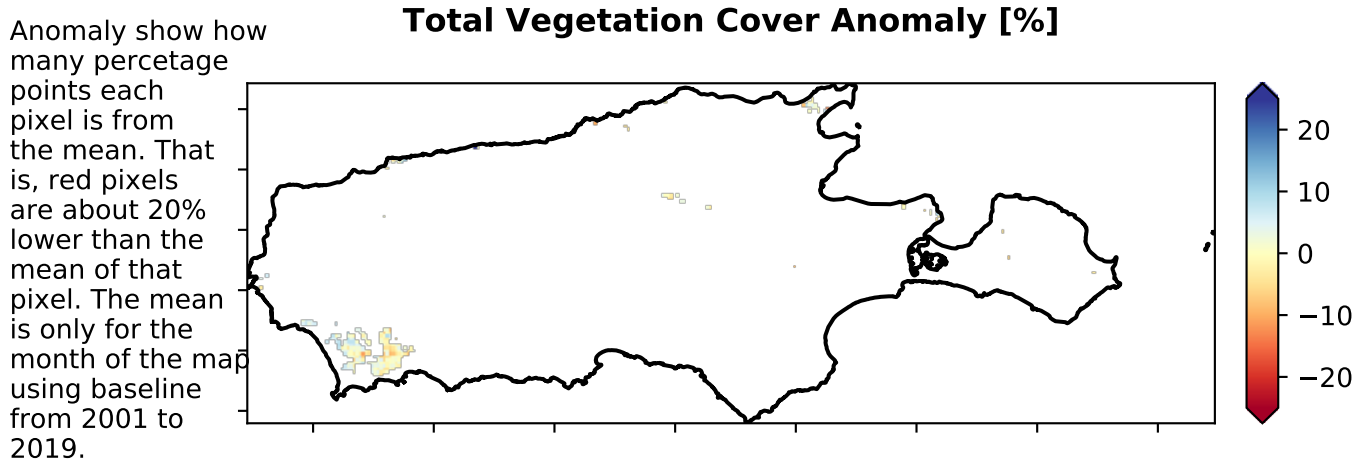 Total Vegetation Cover Anomaly [%]
Anomaly show how
many percetage
points each
pixel is from
the mean. That
is, red pixels
are about 20%
lower than the
mean of that
pixel. The mean
is only for the
month of the map
using baseline
from 2001 to
2019.
20
10
0
−10
−20